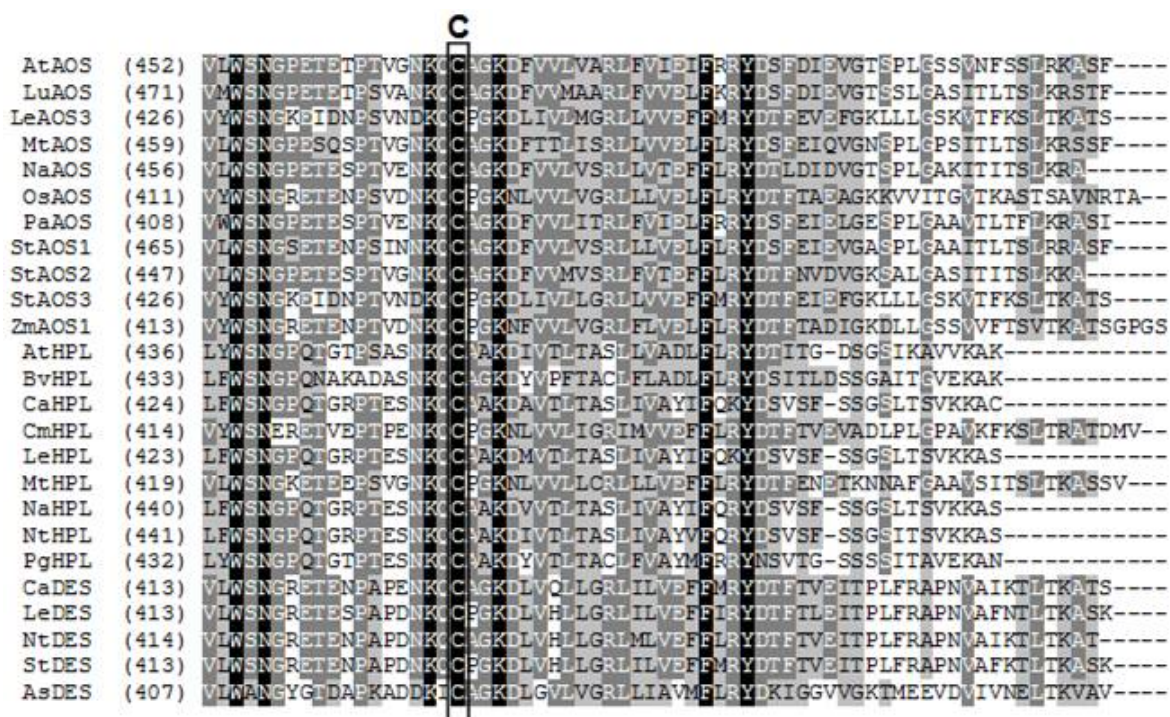 C
AtAOS (452) VLWSNGPETETPTVGNKQCAGKDFVVLVARLFVIEIFRRYDSFDIEVGTSPLGSSVNFSSLRKASF----
LuAOS (471) VMWSNGPETETPSVANKQCAGKDFVVMAARLFVVELFKRYDSFDIEVGTSSLGASITLTSLKRSTF----
LeAOS3 (426) VYWSNGKEIDNPSVNDKQCPGKDLIVLMGRLLVVEFFMRYDTFEVEFGKLLLGSKVTFKSLTKATS----
MtAOS (459) VLWSNGPESQSPTVGNKQCAGKDFTTLISRLFVVELFLRYDSFEIQVGNSPLGPSITLTSLKRSSF----
NaAOS (456) VLWSNGPETESPTVENKQCAGKDFVVLVSRLLVTEFFLRYDTLDIDVGTSPLGAKITITSLKRA------
OsAOS (411) VYWSNGRETENPSVDNKQCPGKNLVVLVGRLLLVELFLRYDTFTAEAGKKVVITGVTKASTSAVNRTA--
PaAOS (408) VWWSNGPETESPTVENKQCAGKDFVVLITRLFVIELFRRYDSFEIELGESPLGAAVTLTFLKRASI----
StAOS1 (465) VLWSNGSETENPSINNKQCAGKDFVVLVSRLLLVELFLRYDSFEIEVGASPLGAAITLTSLRRASF----
StAOS2 (447) VLWSNGPETESPTVGNKQCAGKDFVVMVSRLFVTEFFLRYDTFNVDVGKSALGASITITSLKKA------
StAOS3 (426) VYWSNGKEIDNPTVNDKQCPGKDLIVLLGRLLVVEFFMRYDTFEIEFGKLLLGSKVTFKSLTKATS----
ZmAOS1 (413) VYWSNGRETENPTVDNKQCPGKNFVVLVGRLFLVELFLRYDTFTADIGKDLLGSSVVFTSVTKATSGPGS
AtHPL (436) LYWSNGPQTGTPSASNKQCAAKDIVTLTASLLVADLFLRYDTITG-DSGSIKAVVKAK------------
BvHPL (433) LFWSNGPQNAKADASNKQCAGKDYVPFTACLFLADLFLRYDSITLDSSGAITGVEKAK------------
CaHPL (424) LFWSNGPQTGRPTESNKQCAAKDAVTLTASLIVAYIFQKYDSVSF-SSGSLTSVKKAC------------
CmHPL (414) VYWSNERETVEPTPENKQCPGKNLVVLIGRIMVVEFFLRYDTFTVEVADLPLGPAVKFKSLTRATDMV--
LeHPL (423) LFWSNGPQTGRPTESNKQCAAKDMVTLTASLIVAYIFQKYDSVSF-SSGSLTSVKKAS------------
MtHPL (419) VLWSNGKETEEPSVGNKQCPGKNLVVLLCRLLLVEFFLRYDTFENETKNNAFGAAVSITSLTKASSV---
NaHPL (440) LFWSNGPQTGRPTESNKQCAAKDVVTLTASLIVAYIFQRYDSVSF-SSGSLTSVKKAS------------
NtHPL (441) LFWSNGPQTGRPTESNKQCAAKDIVTLTASLIVAYVFQRYDSVSF-SSGSLTSVKKAS------------
PgHPL (432) LYWSNGPQTGTPTESNKQCAAKDYVTLTACLFVAYMFRRYNSVTG-SSSSITAVEKAN------------
CaDES (413) VLWSNGRETENPAPENKQCAGKDLVQLLGRLILVEFFMRYDTFTVEITPLFRAPNVAIKTLTKATS----
LeDES (413) VLWSNGRETESPAPDNKQCPGKDLVHLLGRLILVEFFIRYDTFTLEITPLFRAPNVAFNTLTKASK----
NtDES (414) VLWSNGRETENPAPDNKQCAGKDLVHLLGRLMLVEFFLRYDTFTVEITPLFRAPNVAIKTLTKAT-----
StDES (413) VLWSNGRETENPAPDNKQCPGKDLVHLLGRLILVEFFMRYDTFTVEITPLFRAPNVAFKTLTKASK----
AsDES (407) VLWANGYGTDAPKADDKICAGKDLGVLVGRLLIAVMFLRYDKIGGVVGKTMEEVDVIVNELTKVAV----